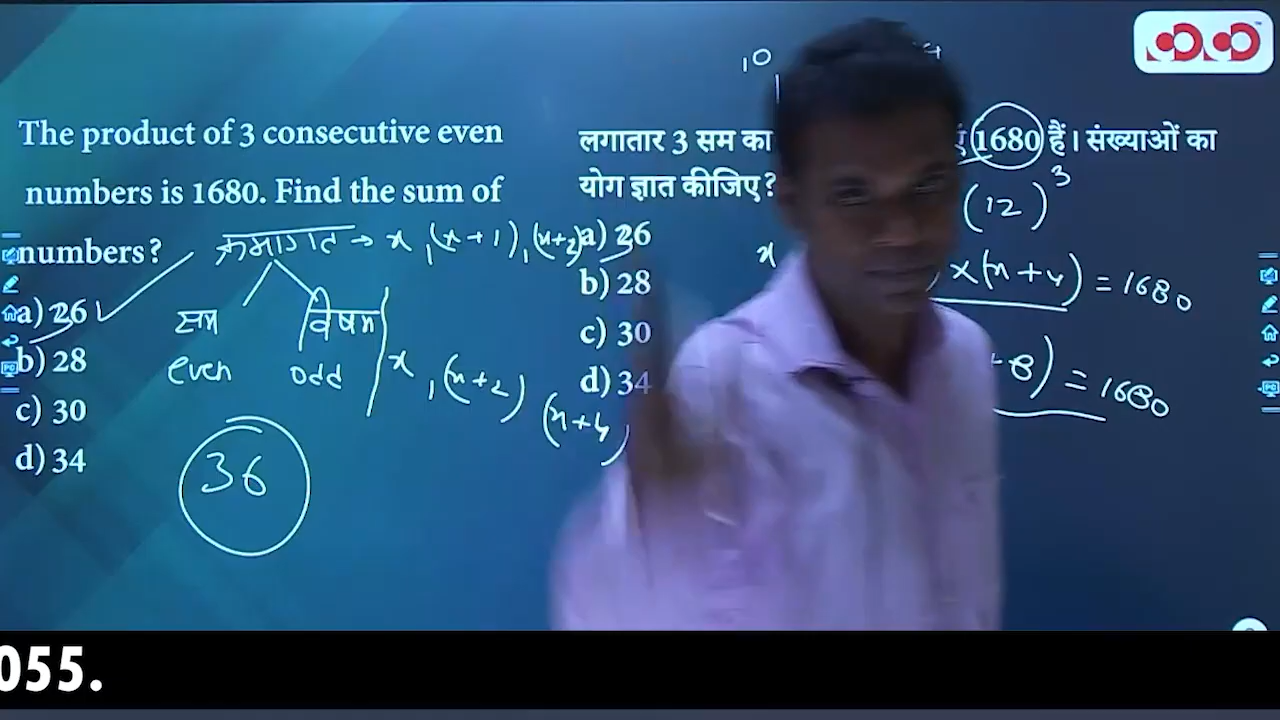 The product of 3 consecutive even
numbers is 1680. Find the sum of
numbers?
a) 26
b) 28
c) 30
d) 34
क्रमागत → x, (x+1), (x+2)
सम
विषम
even
odd
x, (x+2)
(x+4)
36
10
लगातार 3 सम का
1680 हैं। संख्याओं का
योग ज्ञात कीजिए?
(12)³
a) 26
b) 28
c) 30
d) 34
x
x(x+4) = 1680
+8) = 1680
055.